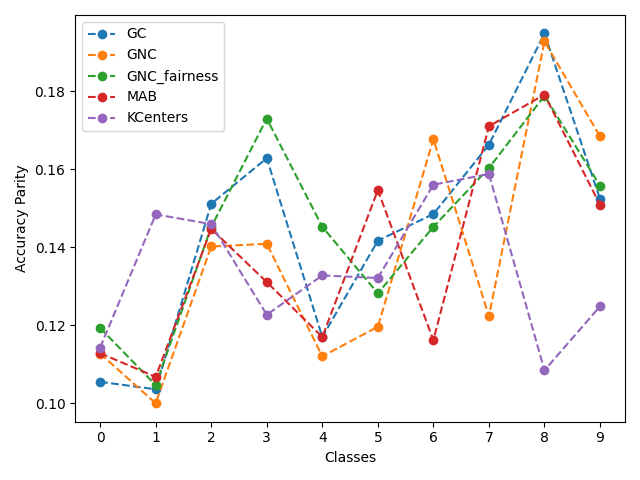 GC
GNC
GNC_fairness
MAB
KCenters
0.18
0.16
0.14
0.12
0.10
Accuracy Parity
0 1 2 3 4 5 6 7 8 9
Classes